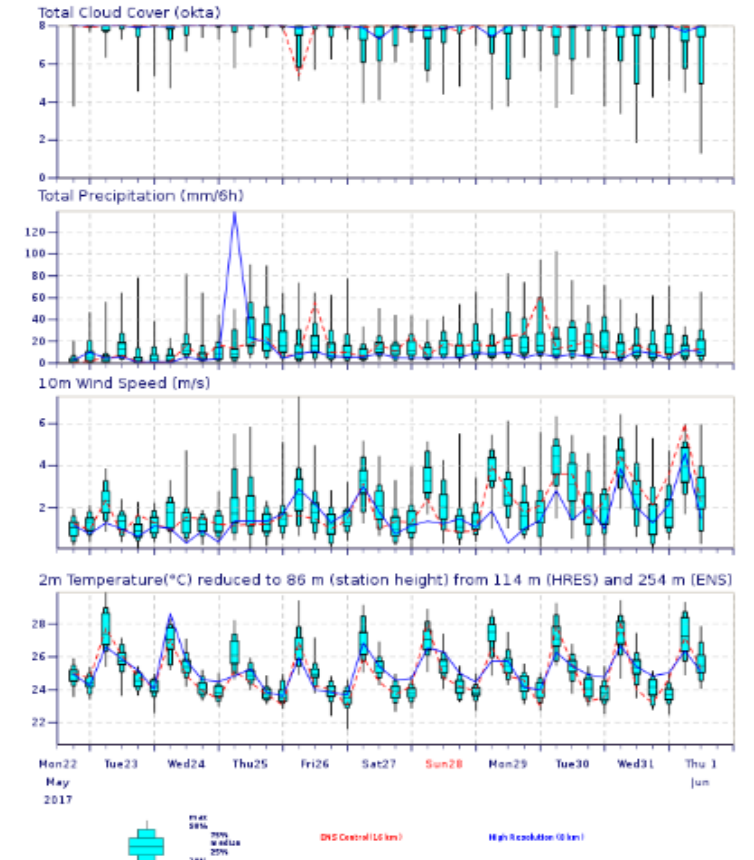 Total Cloud Cover (okta)
8
6
4
2
0
Total Precipitation (mm/6h)
120
100
80
60
40
20
0
10m Wind Speed (m/s)
6
4
2
2m Temperature(°C) reduced to 86 m (station height) from 114 m (HRES) and 254 m (ENS)
28
26
24
22
Mon22 Tue23 Wed24 Thu25 Fri26 Sat27 Sun28 Mon29 Tue30 Wed31 Thu 1
May Jun
2017
max
90%
75%
median
25%
ENS Control(16 km)
High Resolution (8 km)